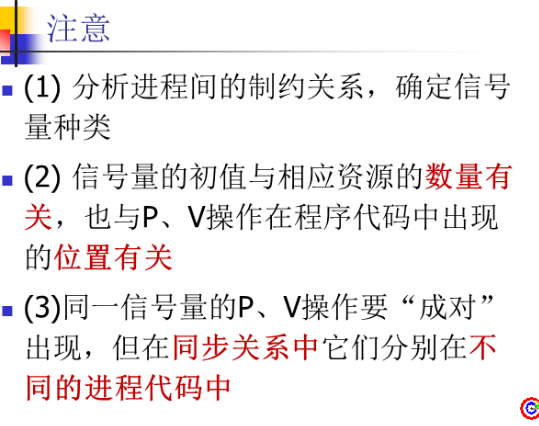 注意
(1) 分析进程间的制约关系，确定信号
量种类
(2) 信号量的初值与相应资源的数量有
关，也与P、V操作在程序代码中出现
的位置有关
(3)同一信号量的P、V操作要“成对”
出现，但在同步关系中它们分别在不
同的进程代码中